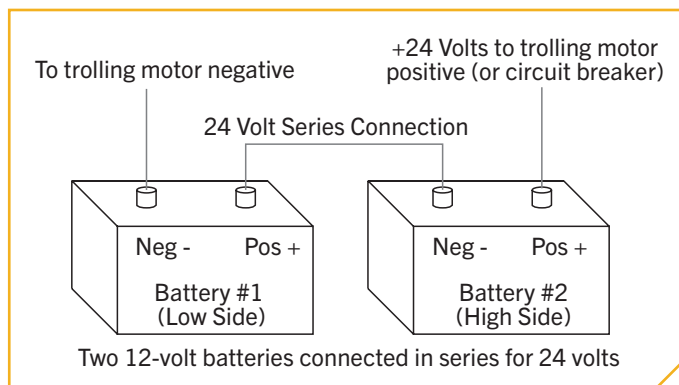 To trolling motor negative
+24 Volts to trolling motor
positive (or circuit breaker)
24 Volt Series Connection
Neg - Pos +
Battery #1
(Low Side)
Neg - Pos +
Battery #2
(High Side)
Two 12-volt batteries connected in series for 24 volts